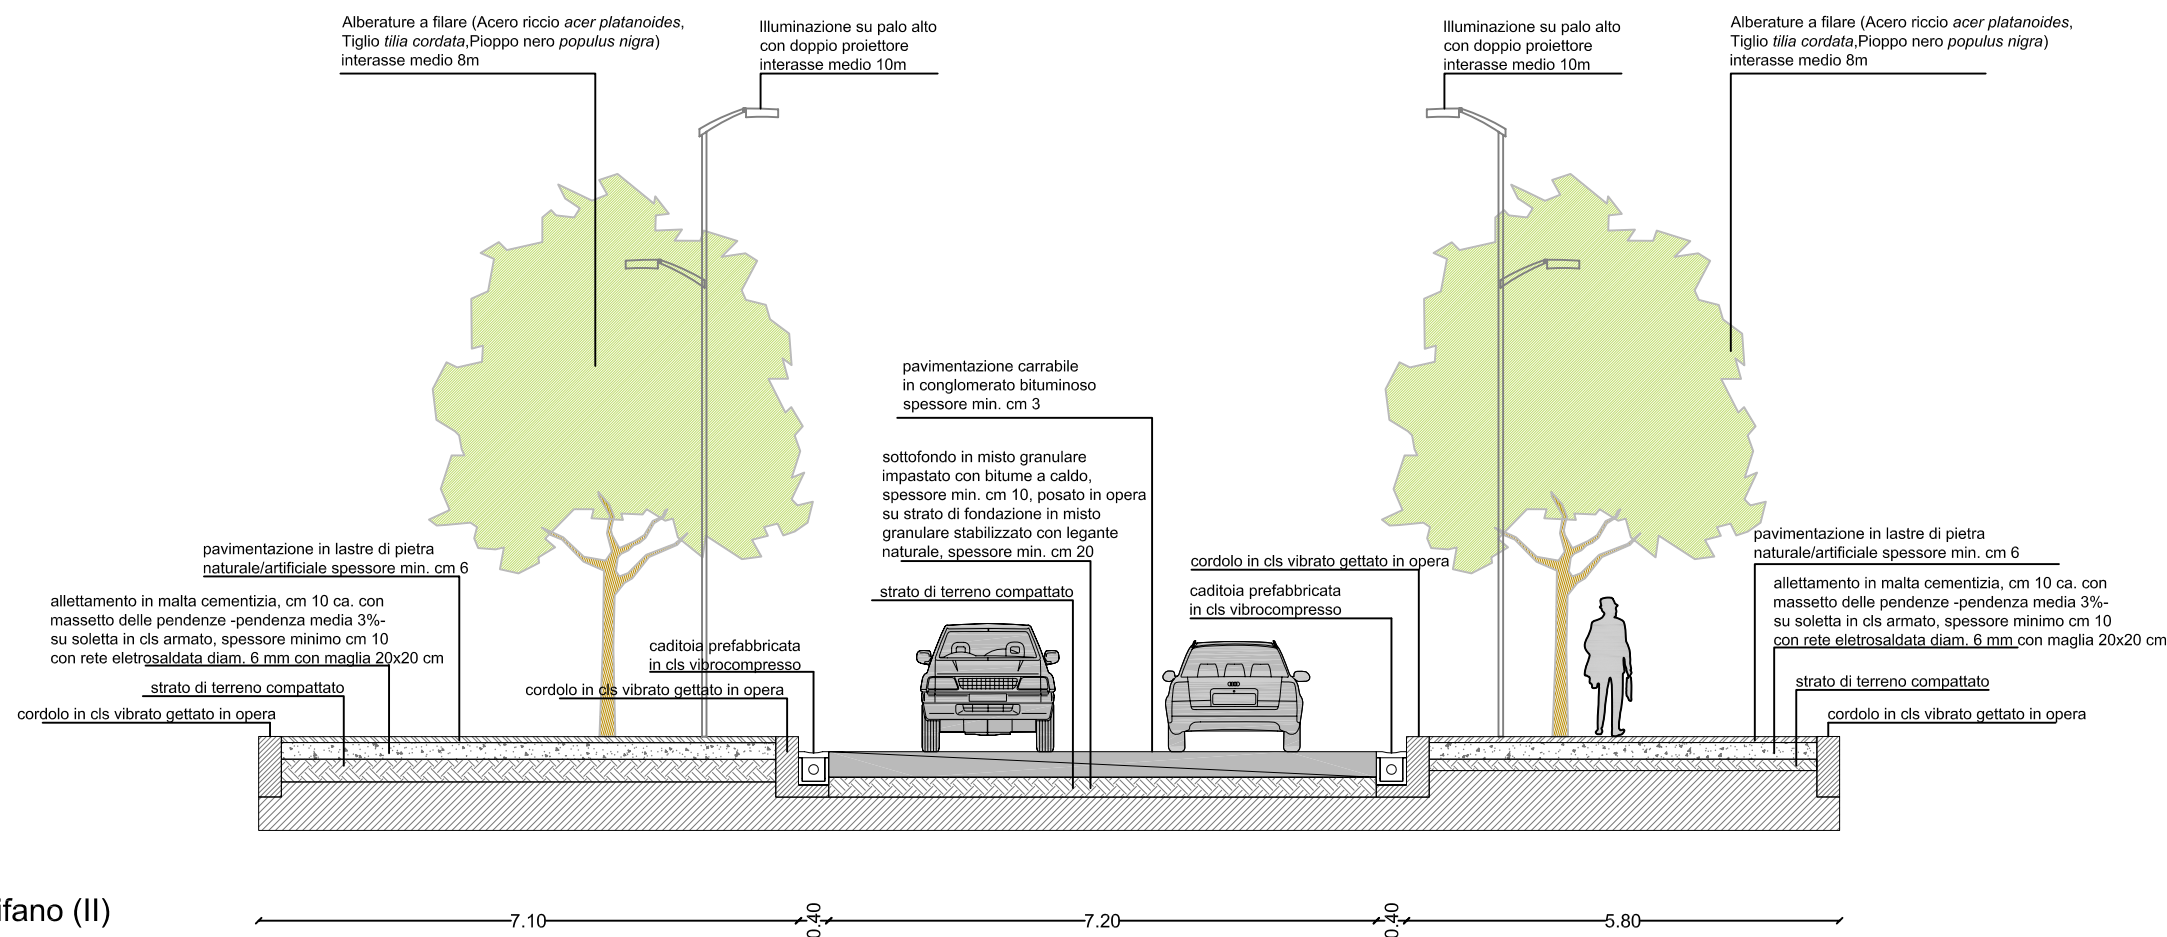 Alberature a filare (Acero riccio acer platanoides,
Tiglio tilia cordata,Pioppo nero populus nigra)
interasse medio 8m
Illuminazione su palo alto
con doppio proiettore
interasse medio 10m
Illuminazione su palo alto
con doppio proiettore
interasse medio 10m
Alberature a filare (Acero riccio acer platanoides,
Tiglio tilia cordata,Pioppo nero populus nigra)
interasse medio 8m
pavimentazione carrabile
in conglomerato bituminoso
spessore min. cm 3
sottofondo in misto granulare
impastato con bitume a caldo,
spessore min. cm 10, posato in opera
su strato di fondazione in misto
granulare stabilizzato con legante
naturale, spessore min. cm 20
strato di terreno compattato
pavimentazione in lastre di pietra
naturale/artificiale spessore min. cm 6
allettamento in malta cementizia, cm 10 ca. con
massetto delle pendenze -pendenza media 3%-
su soletta in cls armato, spessore minimo cm 10
con rete eletrosaldata diam. 6 mm con maglia 20x20 cm
strato di terreno compattato
cordolo in cls vibrato gettato in opera
caditoia prefabbricata
in cls vibrocompresso
cordolo in cls vibrato gettato in opera
cordolo in cls vibrato gettato in opera
caditoia prefabbricata
in cls vibrocompresso
pavimentazione in lastre di pietra
naturale/artificiale spessore min. cm 6
allettamento in malta cementizia, cm 10 ca. con
massetto delle pendenze -pendenza media 3%-
su soletta in cls armato, spessore minimo cm 10
con rete eletrosaldata diam. 6 mm con maglia 20x20 cm
strato di terreno compattato
cordolo in cls vibrato gettato in opera
ifano (II)
7.10
0.40
7.20
0.40
5.80